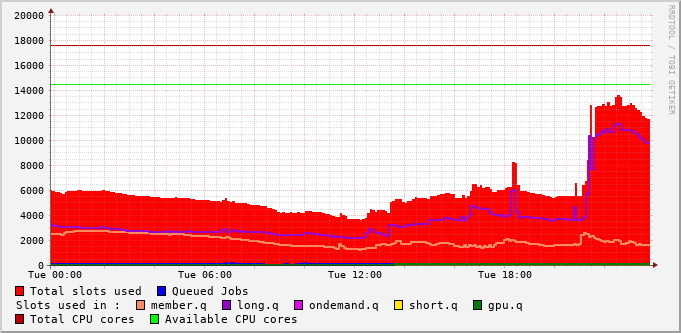 RRDTOOL / TOBI OETIKER
20000
18000
16000
14000
12000
10000
8000
6000
4000
2000
0
Tue 00:00 Tue 06:00 Tue 12:00 Tue 18:00
Total slots used Queued Jobs
Slots used in : member.q long.q ondemand.q short.q gpu.q
Total CPU cores Available CPU cores